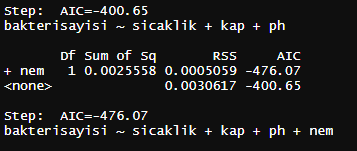 Step:  AIC=-400.65
bakterisayisi ~ sicaklik + kap + ph
Df Sum of Sq RSS AIC
+ nem 1 0.0025558 0.0005059 -476.07
<none> 0.0030617 -400.65
Step:  AIC=-476.07
bakterisayisi ~ sicaklik + kap + ph + nem